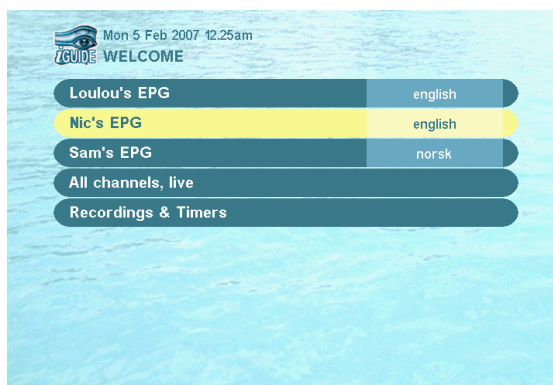 Mon 5 Feb 2007 12.25am
iGUIDE WELCOME
Loulou's EPG english
Nic's EPG english
Sam's EPG norsk
All channels, live
Recordings & Timers